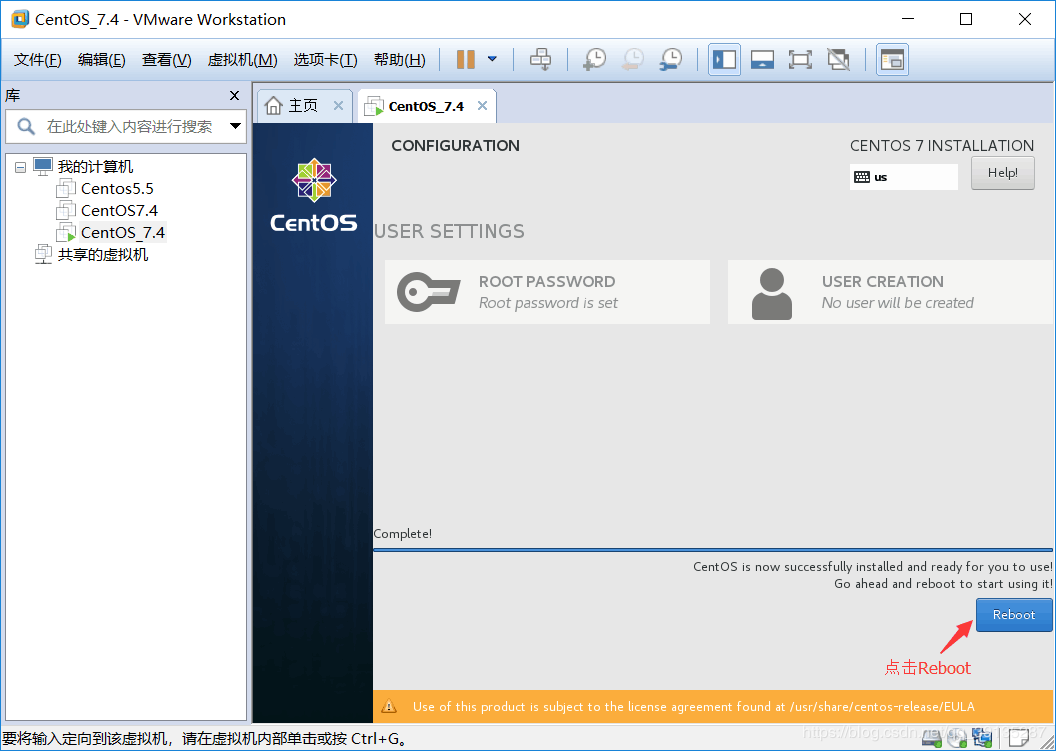 CentOS_7.4 - VMware Workstation
文件(F) 编辑(E) 查看(V) 虚拟机(M) 选项卡(T) 帮助(H)
库
在此处键入内容进行搜索
我的计算机
Centos5.5
CentOS7.4
CentOS_7.4
共享的虚拟机
主页
CentOS_7.4
CentOS
CONFIGURATION
CENTOS 7 INSTALLATION
us
Help!
USER SETTINGS
ROOT PASSWORD
Root password is set
USER CREATION
No user will be created
Complete!
CentOS is now successfully installed and ready for you to use!
Go ahead and reboot to start using it!
Reboot
点击Reboot
Use of this product is subject to the license agreement found at /usr/share/centos-release/EULA
要将输入定向到该虚拟机，请在虚拟机内部单击或按 Ctrl+G。